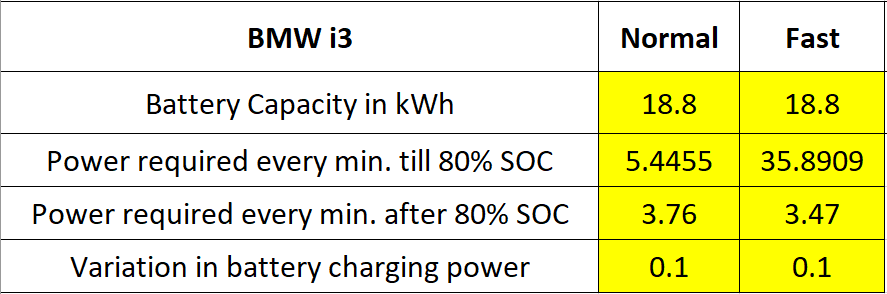 BMW i3 Normal Fast
Battery Capacity in kWh 18.8 18.8
Power required every min. till 80% SOC 5.4455 35.8909
Power required every min. after 80% SOC 3.76 3.47
Variation in battery charging power 0.1 0.1